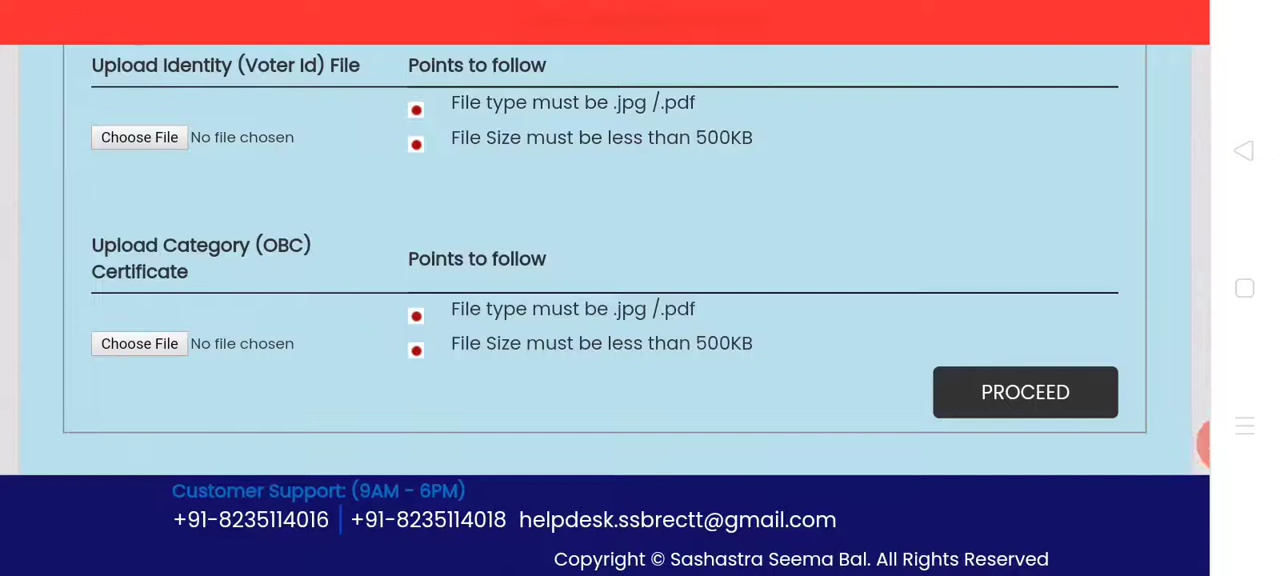 Upload Identity (Voter Id) File Points to follow
File type must be .jpg /.pdf
Choose File No file chosen File Size must be less than 500KB
Upload Category (OBC)
Certificate
Points to follow
File type must be .jpg /.pdf
Choose File No file chosen File Size must be less than 500KB
PROCEED
Customer Support: (9AM - 6PM)
+91-8235114016 | +91-8235114018 helpdesk.ssbrectt@gmail.com
Copyright © Sashastra Seema Bal. All Rights Reserved